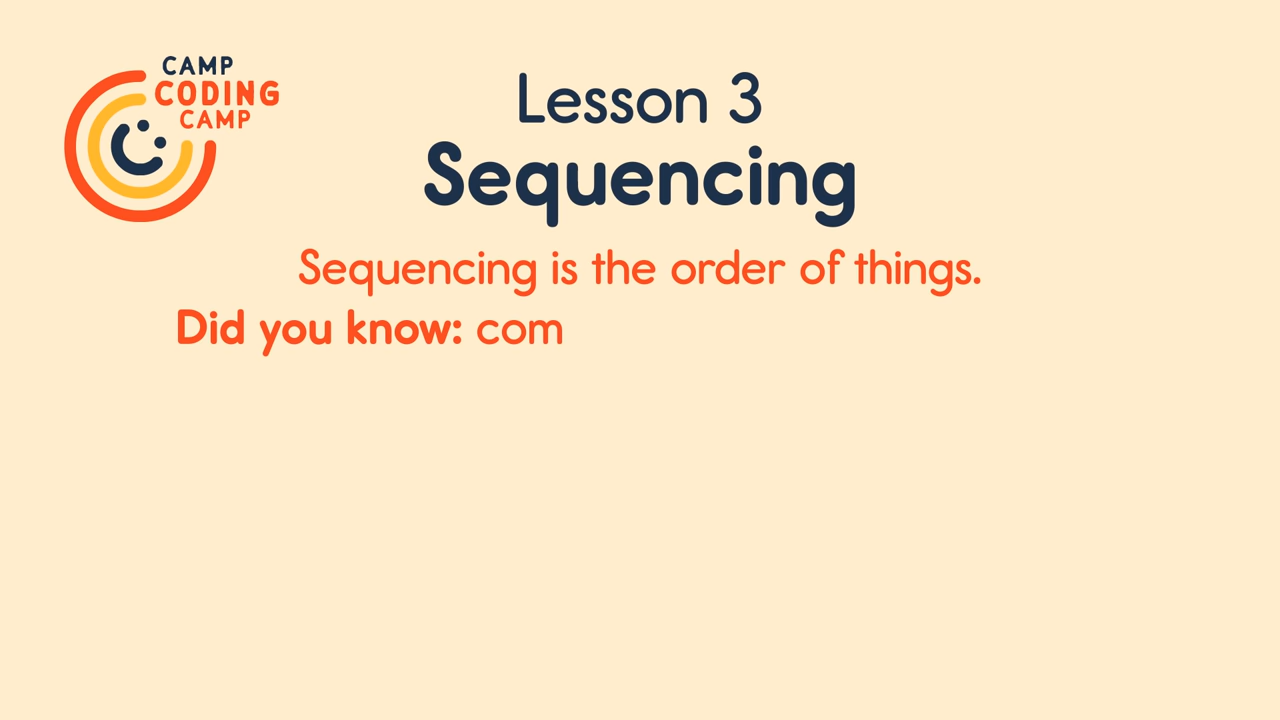 CAMP
CODING
CAMP
Lesson 3
Sequencing
Sequencing is the order of things.
Did you know: com